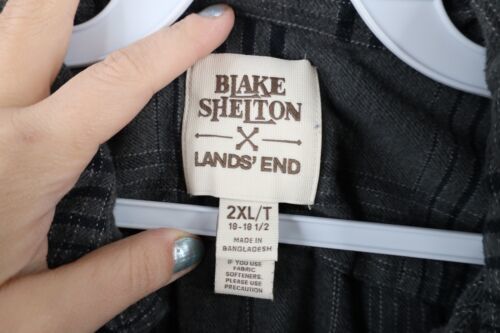 BLAKE
SHELTON
X
LANDS' END
2XL/T
18-18 1/2
MADE IN
BANGLADESH
IF YOU USE
FABRIC
SOFTENERS,
PLEASE USE
PRECAUTION